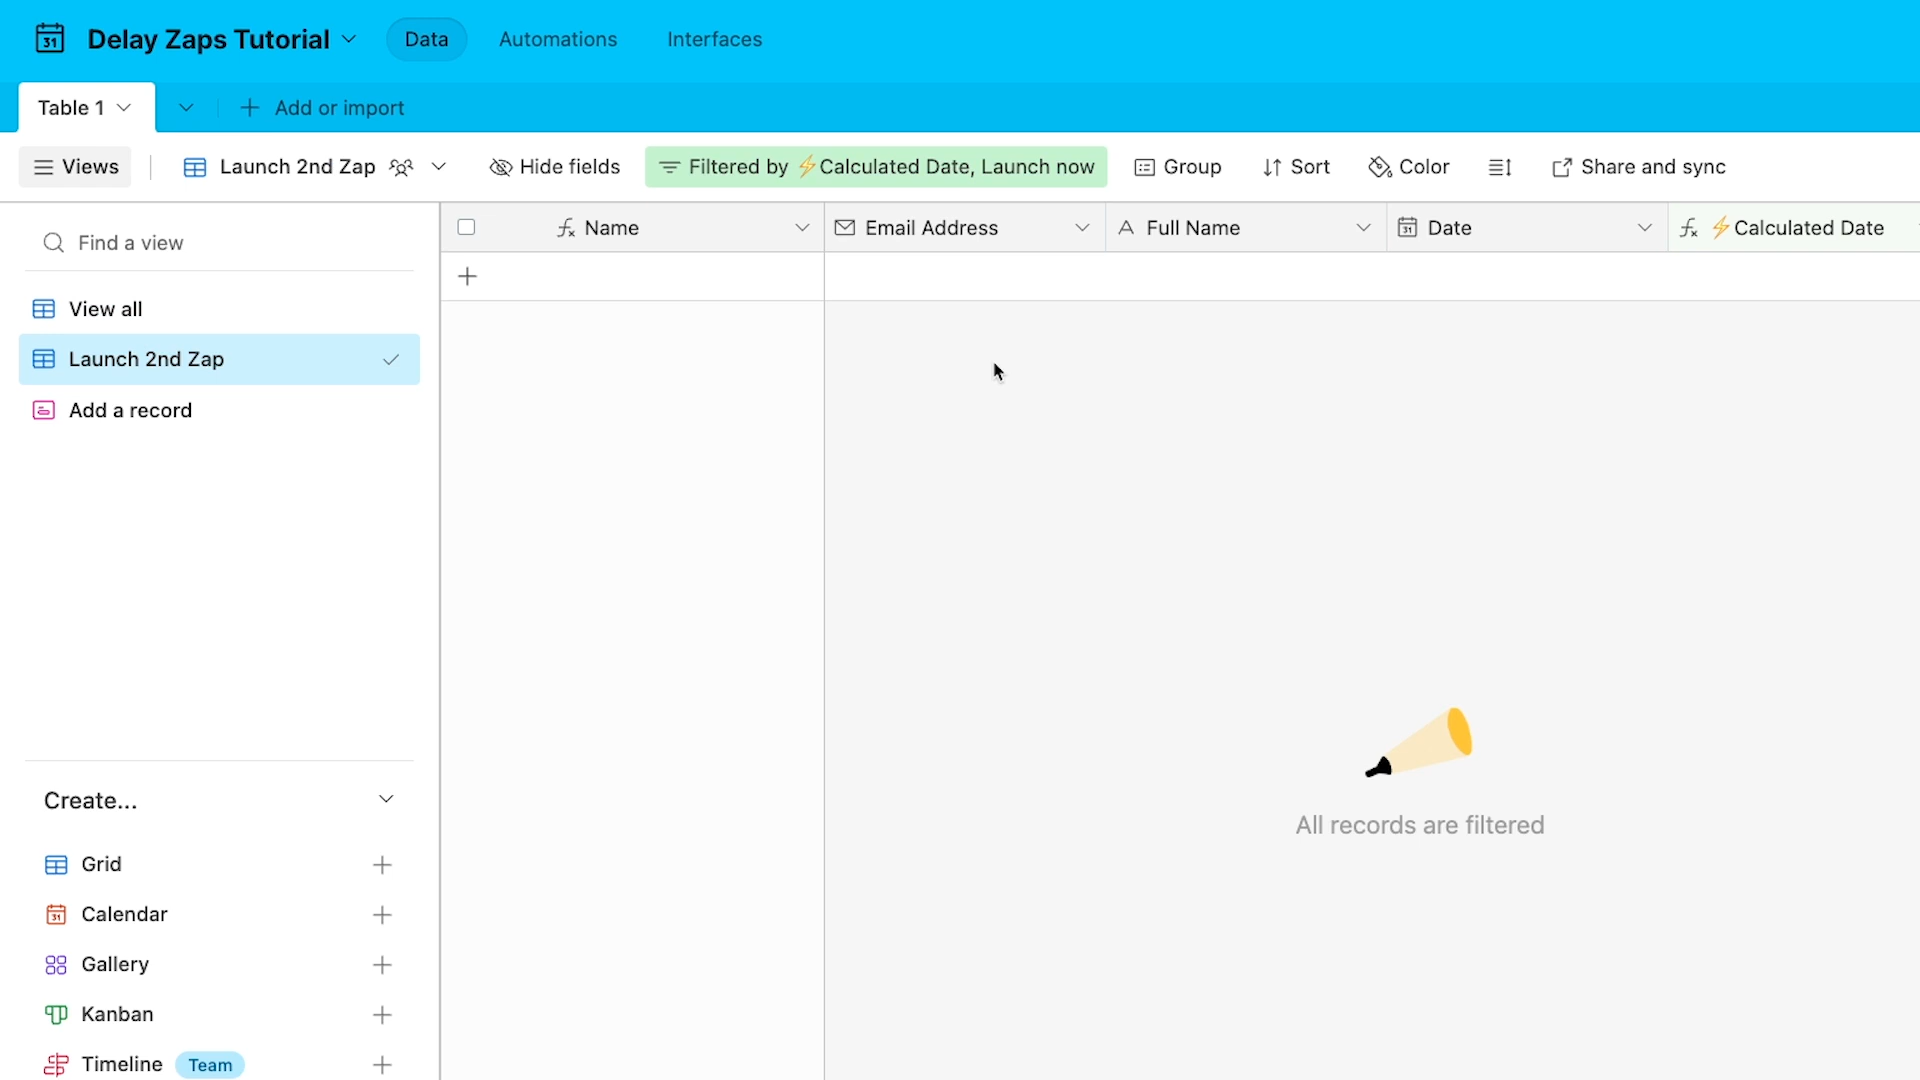 Delay Zaps Tutorial
Data
Automations
Interfaces
Table 1
Add or import
Views
Launch 2nd Zap
Hide fields
Filtered by ⚡Calculated Date, Launch now
Group
Sort
Color
Share and sync
Find a view
Name
Email Address
Full Name
Date
⚡Calculated Date
View all
Launch 2nd Zap
Add a record
All records are filtered
Create...
Grid
Calendar
Gallery
Kanban
Timeline Team